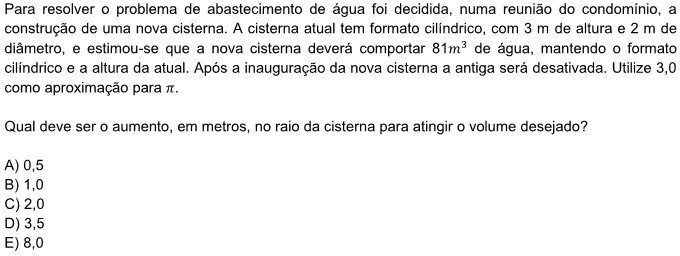 Para resolver o problema de abastecimento de água foi decidida, numa reunião do condomínio, a
construção de uma nova cisterna. A cisterna atual tem formato cilíndrico, com 3 m de altura e 2 m de
diâmetro, e estimou-se que a nova cisterna deverá comportar 81m³ de água, mantendo o formato
cilíndrico e a altura da atual. Após a inauguração da nova cisterna a antiga será desativada. Utilize 3,0
como aproximação para π.
Qual deve ser o aumento, em metros, no raio da cisterna para atingir o volume desejado?
A) 0,5
B) 1,0
C) 2,0
D) 3,5
E) 8,0